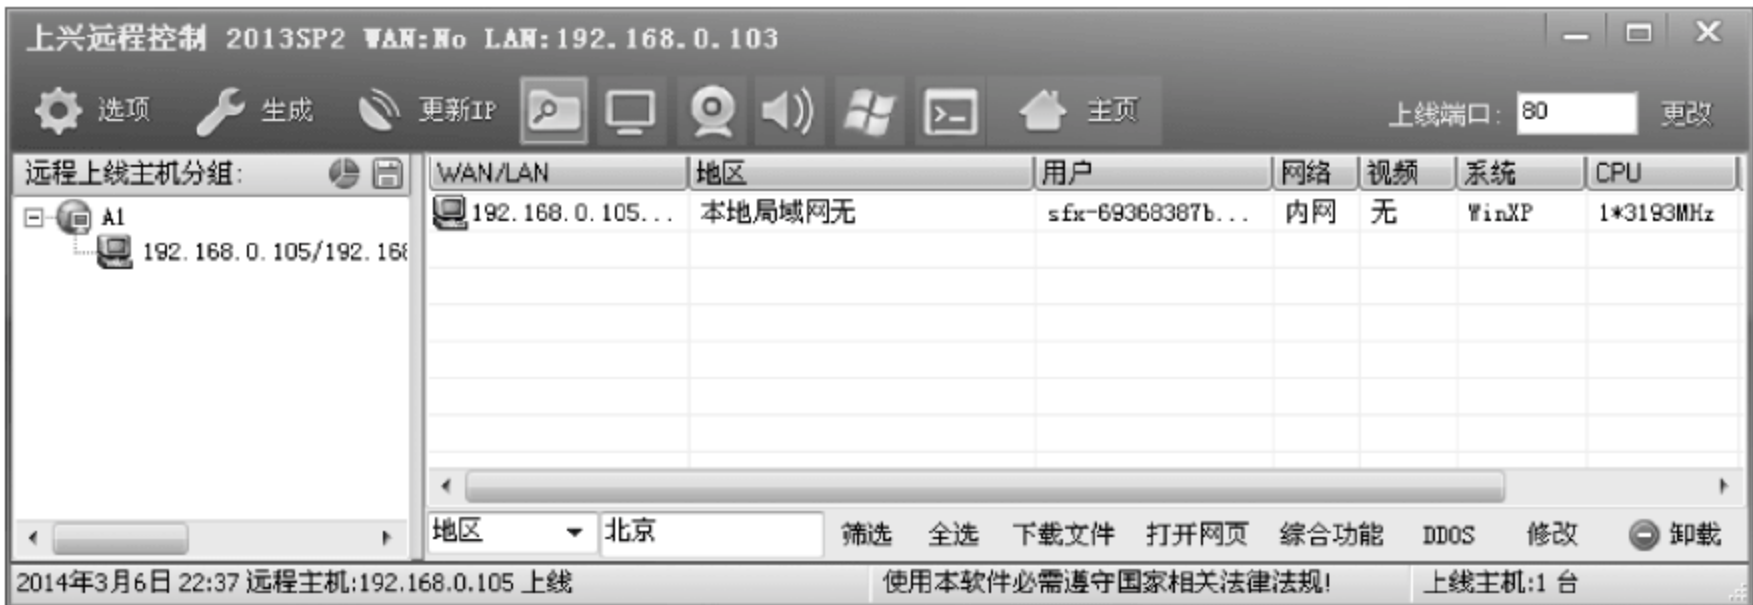 上兴远程控制 2013SP2 WAN:No LAN:192.168.0.103
选项 生成 更新IP 主页 上线端口: 80 更改
远程上线主机分组: WAN/LAN 地区 用户 网络 视频 系统 CPU
A1 192.168.0.105... 本地局域网无 sfx-69368387b... 内网 无 WinXP 1*3193MHz
192.168.0.105/192.168
地区 北京 筛选 全选 下载文件 打开网页 综合功能 DDOS 修改 卸载
2014年3月6日 22:37 远程主机:192.168.0.105 上线 使用本软件必需遵守国家相关法律法规! 上线主机:1 台